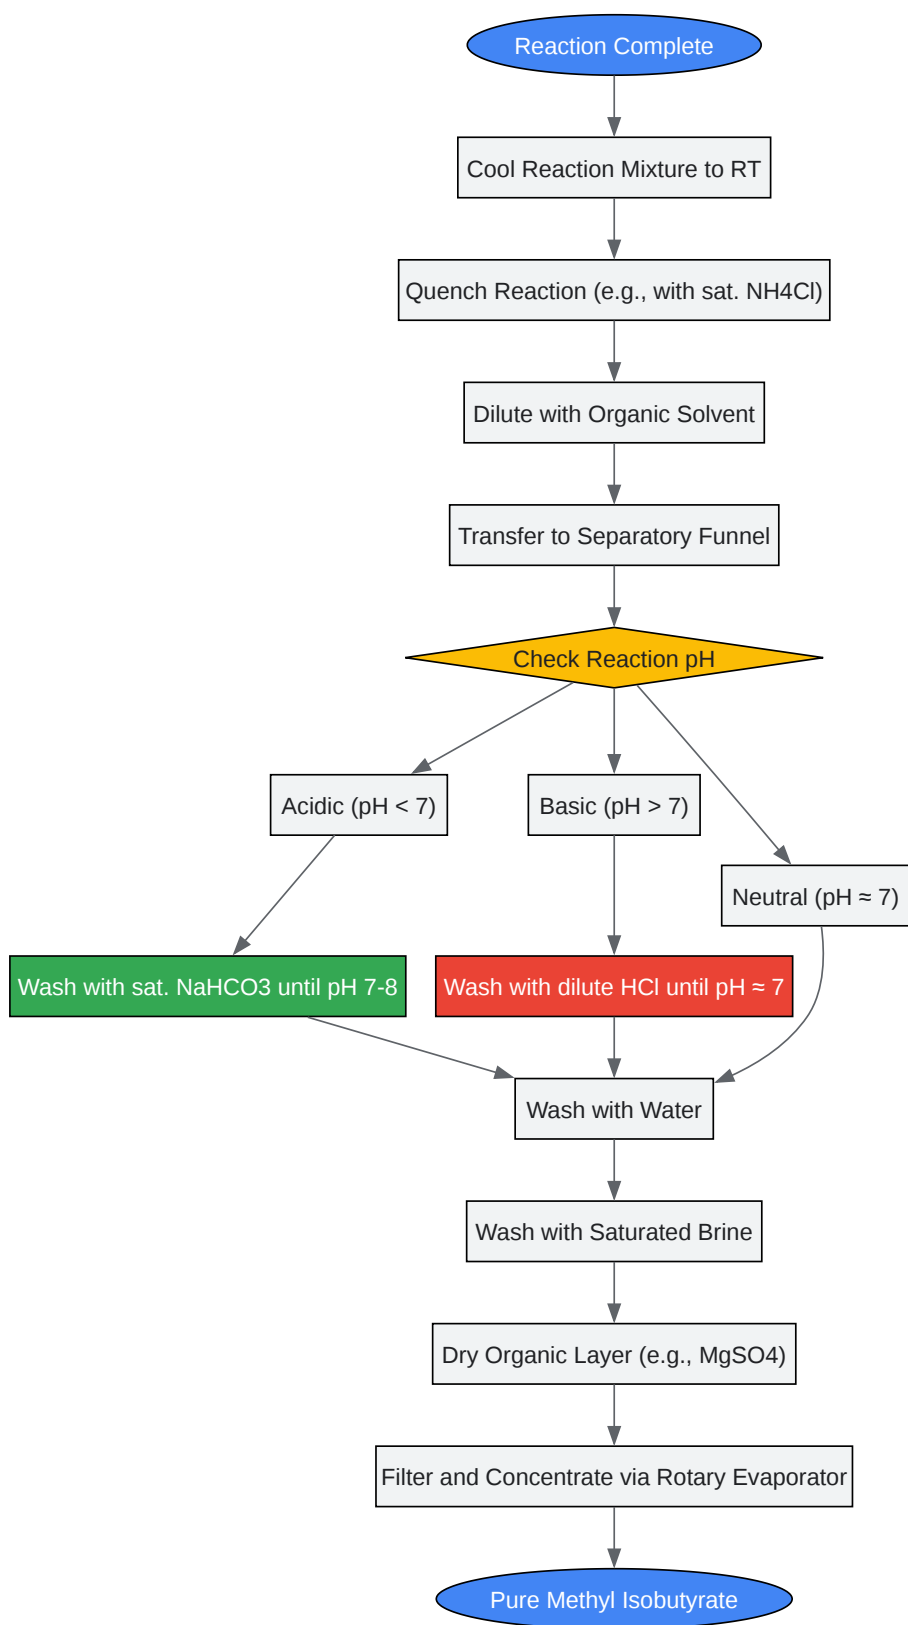 Reaction Complete
Cool Reaction Mixture to RT
Quench Reaction (e.g., with sat. NH4Cl)
Dilute with Organic Solvent
Transfer to Separatory Funnel
Check Reaction pH
Acidic (pH < 7)
Basic (pH > 7)
Neutral (pH ≈ 7)
Wash with sat. NaHCO3 until pH 7-8
Wash with dilute HCl until pH ≈ 7
Wash with Water
Wash with Saturated Brine
Dry Organic Layer (e.g., MgSO4)
Filter and Concentrate via Rotary Evaporator
Pure Methyl Isobutyrate